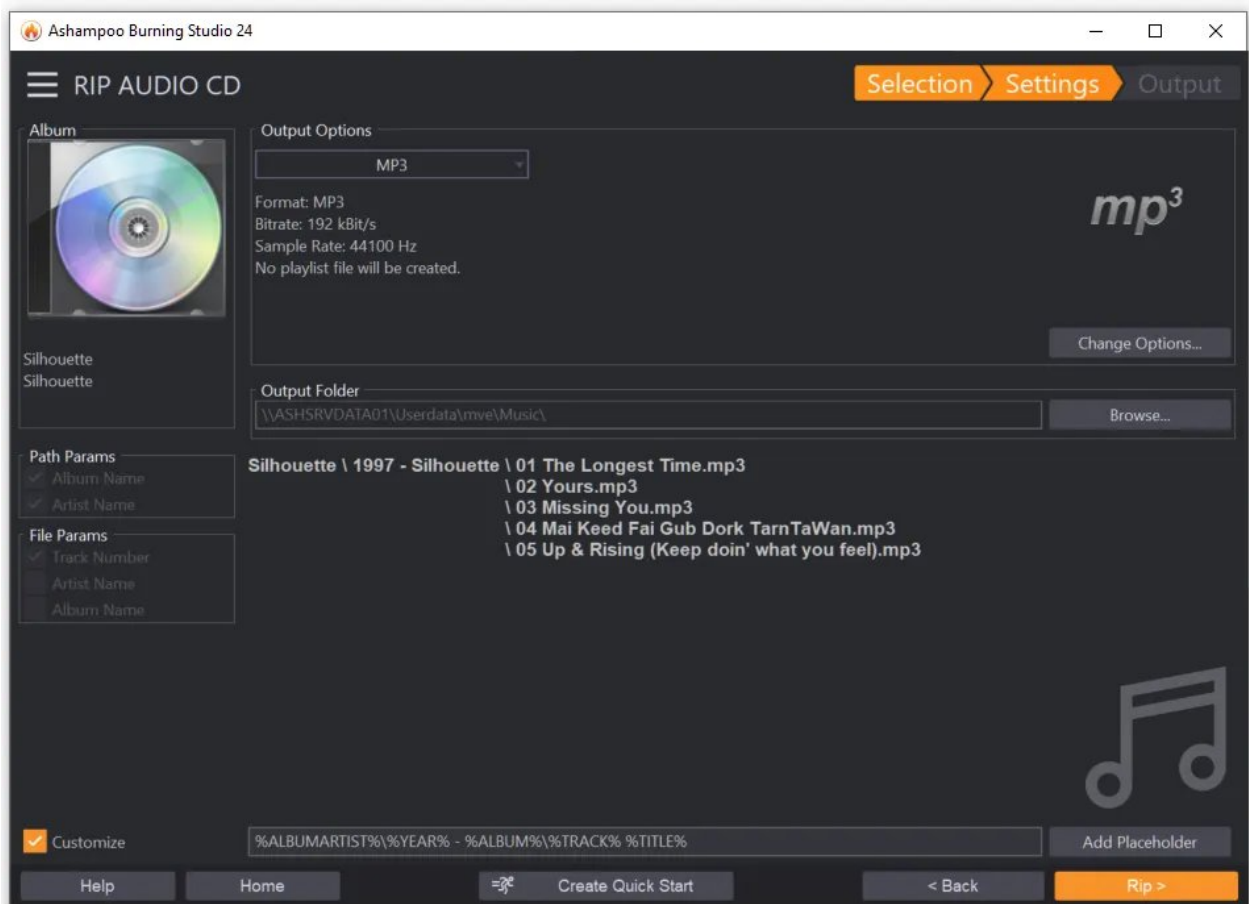 Ashampoo Burning Studio 24
RIP AUDIO CD
Selection
Settings
Output
Album
Silhouette
Silhouette
Output Options
MP3
Format: MP3
Bitrate: 192 kBit/s
Sample Rate: 44100 Hz
No playlist file will be created.
mp3
Change Options...
Output Folder
\\ASHSRVDATA01\Userdata\mve\Music\
Browse...
Path Params
Album Name
Artist Name
File Params
Track Number
Artist Name
Album Name
Silhouette \ 1997 - Silhouette \ 01 The Longest Time.mp3
\ 02 Yours.mp3
\ 03 Missing You.mp3
\ 04 Mai Keed Fai Gub Dork TarnTaWan.mp3
\ 05 Up & Rising (Keep doin' what you feel).mp3
Customize
%ALBUMARTIST%\%YEAR% - %ALBUM%\%TRACK% %TITLE%
Add Placeholder
Help
Home
Create Quick Start
< Back
Rip >